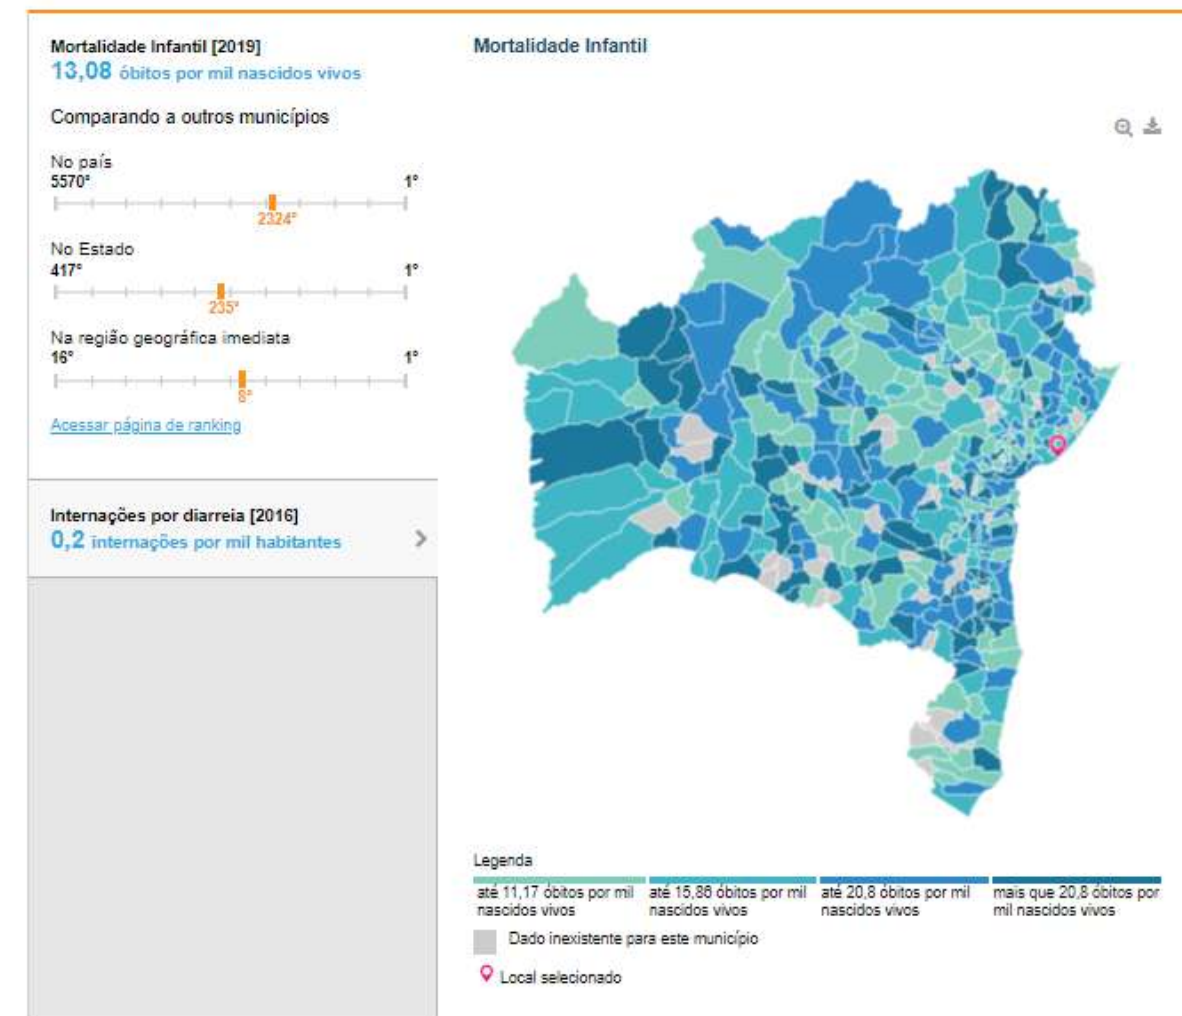 Mortalidade Infantil [2019]
13,08 óbitos por mil nascidos vivos
Comparando a outros municípios
No país
5570° 1°
2324°
No Estado
417° 1°
235°
Na região geográfica imediata
16° 1°
8°
Acessar página de ranking
Internações por diarreia [2016]
0,2 internações por mil habitantes
Mortalidade Infantil
Legenda
até 11,17 óbitos por mil
nascidos vivos
até 15,86 óbitos por mil
nascidos vivos
até 20,8 óbitos por mil
nascidos vivos
mais que 20,8 óbitos por
mil nascidos vivos
Dado inexistente para este município
Local selecionado